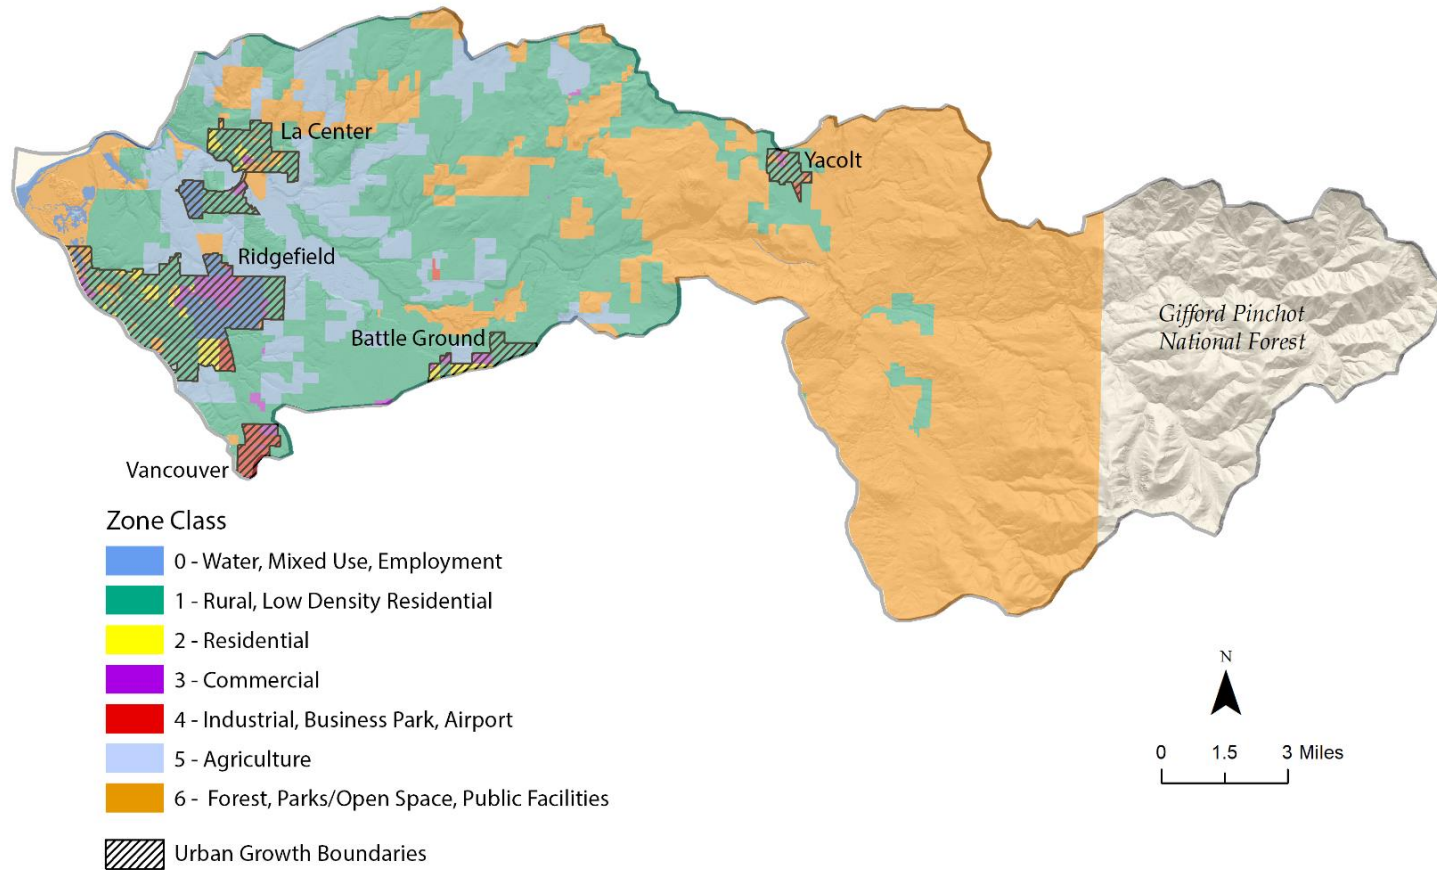 La Center
Yacolt
Ridgefield
Gifford Pinchot
National Forest
Battle Ground
Vancouver
Zone Class
0 - Water, Mixed Use, Employment
1 - Rural, Low Density Residential
2 - Residential
3 - Commercial
4 - Industrial, Business Park, Airport
5 - Agriculture
6 - Forest, Parks/Open Space, Public Facilities
Urban Growth Boundaries
N
0 1.5 3 Miles